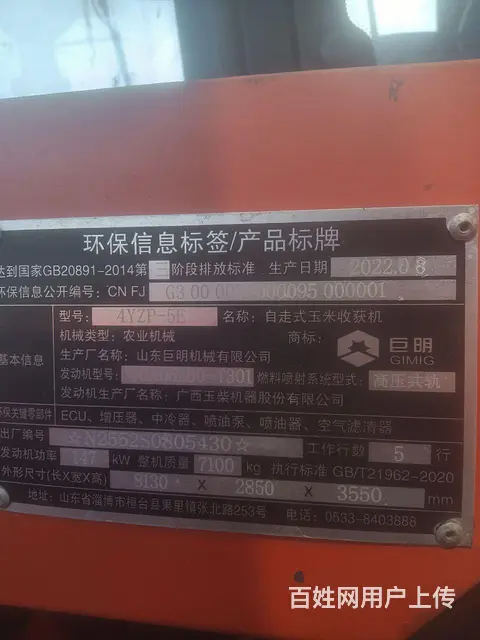 环保信息标签/产品标牌
达到国家GB20891-2014第三阶段排放标准 生产日期 2022.08
环保信息公开编号: CN FJ G3 00 000095 000001
型号: 4YZP-5E 名称: 自走式玉米收获机
机械类型: 农业机械 商标: 巨明 GIMIG
基本信息
生产厂名称: 山东巨明机械有限公司
发动机型号: -T301 燃料喷射系统型式: 高压共轨
生产厂名称: 广西玉柴机器股份有限公司
环保关键零部件 ECU、增压器、中冷器、喷油泵、喷油器、空气滤清器
出厂编号 ☆N2552S0805430☆ 工作行数 5 行
发动机功率 147 kW 整机质量 7100 kg 执行标准 GB/T21962-2020
外形尺寸(长X宽X高) 8130 X 2850 X 3550 mm
地址: 山东省淄博市桓台县果里镇张北路253号 电话: 0533-8403888
百姓网用户上传